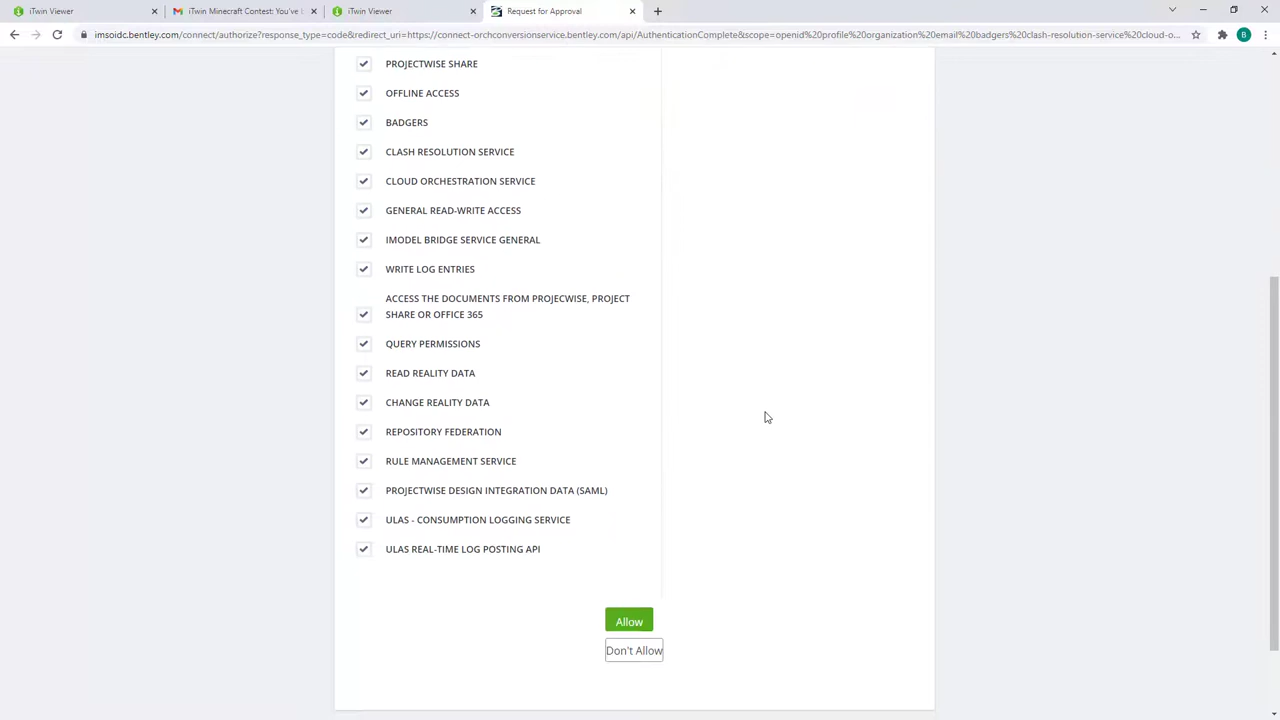 iTwin Viewer
iTwin Minecraft Contest: You've l
iTwin Viewer
Request for Approval
imsoidc.bentley.com/connect/authorize?response_type=code&redirect_uri=https://connect-orchconversionservice.bentley.com/api/AuthenticationComplete&scope=openid%20profile%20organization%20email%20badgers%20clash-resolution-service%20cloud-o...
B
PROJECTWISE SHARE
OFFLINE ACCESS
BADGERS
CLASH RESOLUTION SERVICE
CLOUD ORCHESTRATION SERVICE
GENERAL READ-WRITE ACCESS
IMODEL BRIDGE SERVICE GENERAL
WRITE LOG ENTRIES
ACCESS THE DOCUMENTS FROM PROJECWISE, PROJECT
SHARE OR OFFICE 365
QUERY PERMISSIONS
READ REALITY DATA
CHANGE REALITY DATA
REPOSITORY FEDERATION
RULE MANAGEMENT SERVICE
PROJECTWISE DESIGN INTEGRATION DATA (SAML)
ULAS - CONSUMPTION LOGGING SERVICE
ULAS REAL-TIME LOG POSTING API
Allow
Don't Allow